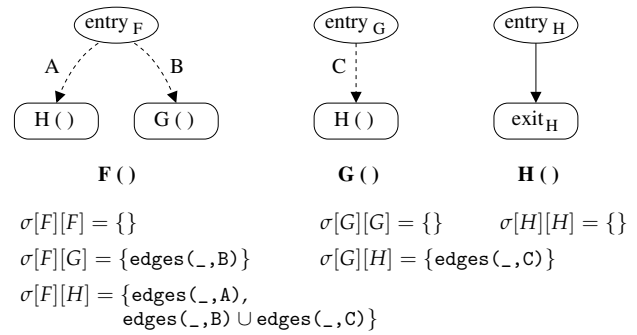 entry F entry G entry H
A B C
H ( ) G ( ) H ( ) exit H
F ( ) G ( ) H ( )
σ[F][F] = {} σ[G][G] = {} σ[H][H] = {}
σ[F][G] = {edges(_,B)} σ[G][H] = {edges(_,C)}
σ[F][H] = {edges(_,A),
edges(_,B) ∪ edges(_,C)}